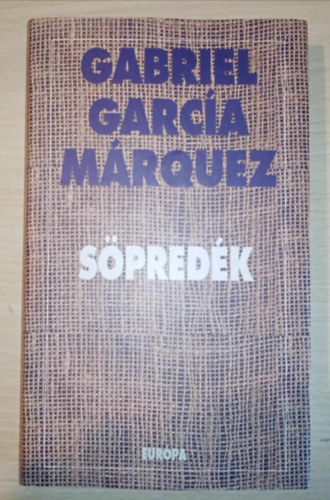 GABRIEL
GARCÍA
MÁRQUEZ
SÖPREDÉK
EURÓPA